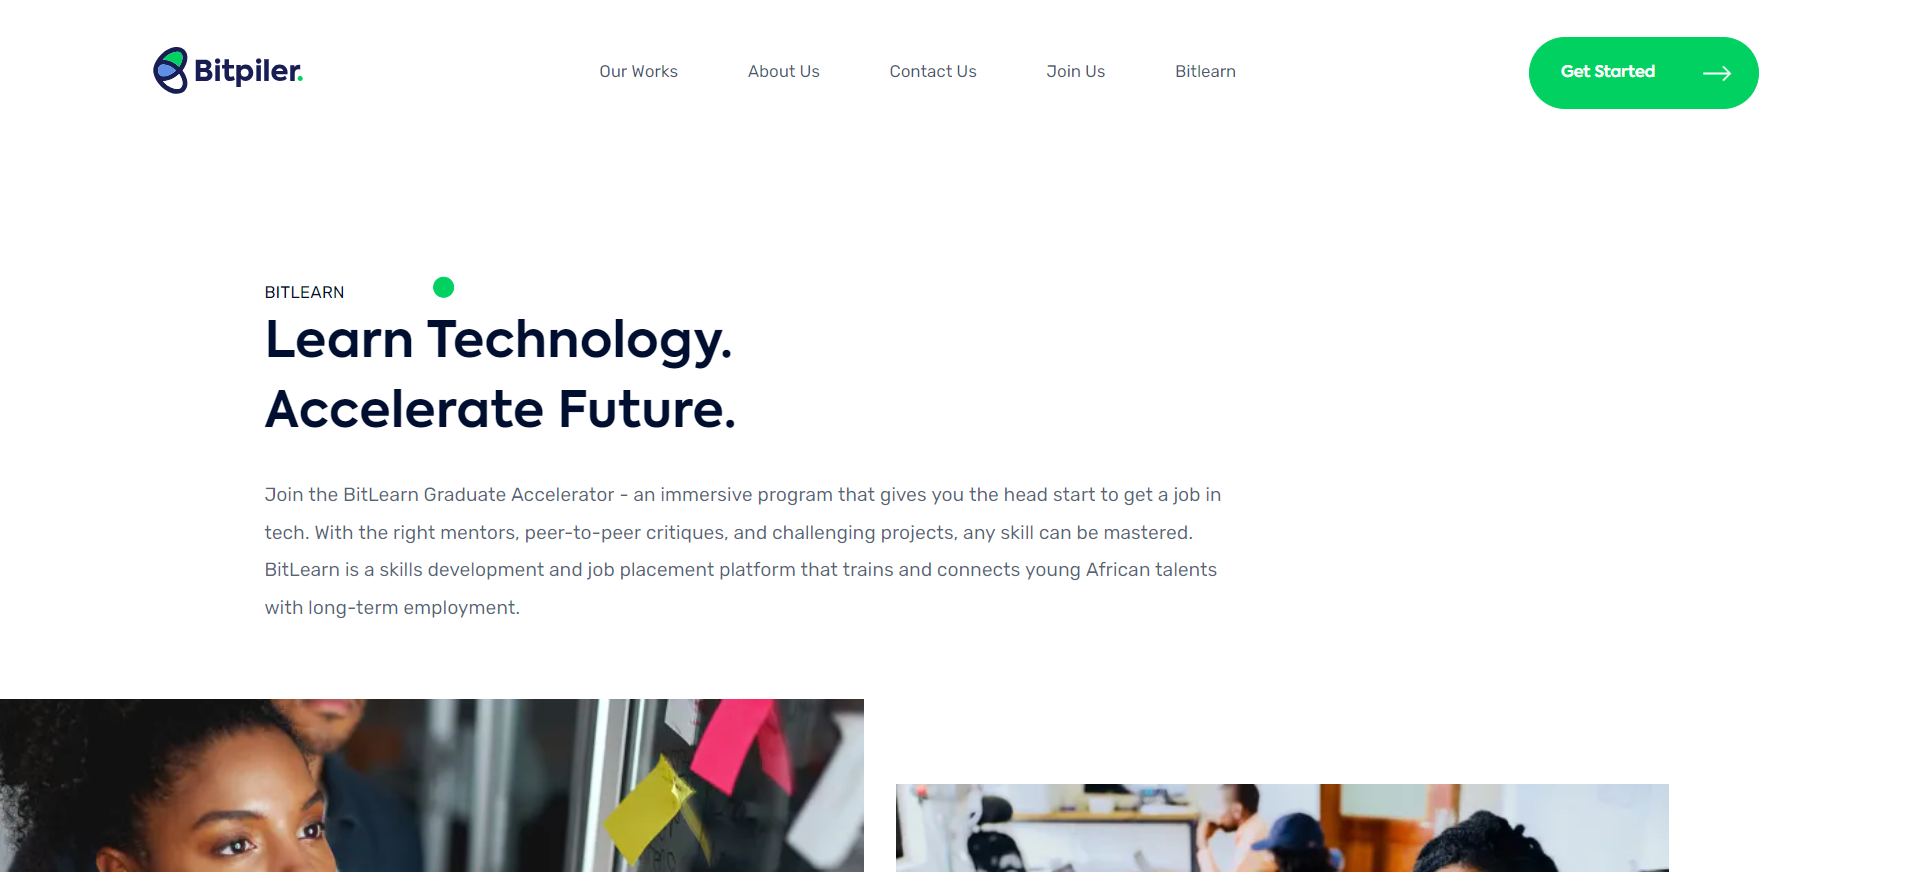 Bitpiler.
Our Works
About Us
Contact Us
Join Us
Bitlearn
Get Started
BITLEARN
Learn Technology.
Accelerate Future.
Join the BitLearn Graduate Accelerator - an immersive program that gives you the head start to get a job in
tech. With the right mentors, peer-to-peer critiques, and challenging projects, any skill can be mastered.
BitLearn is a skills development and job placement platform that trains and connects young African talents
with long-term employment.